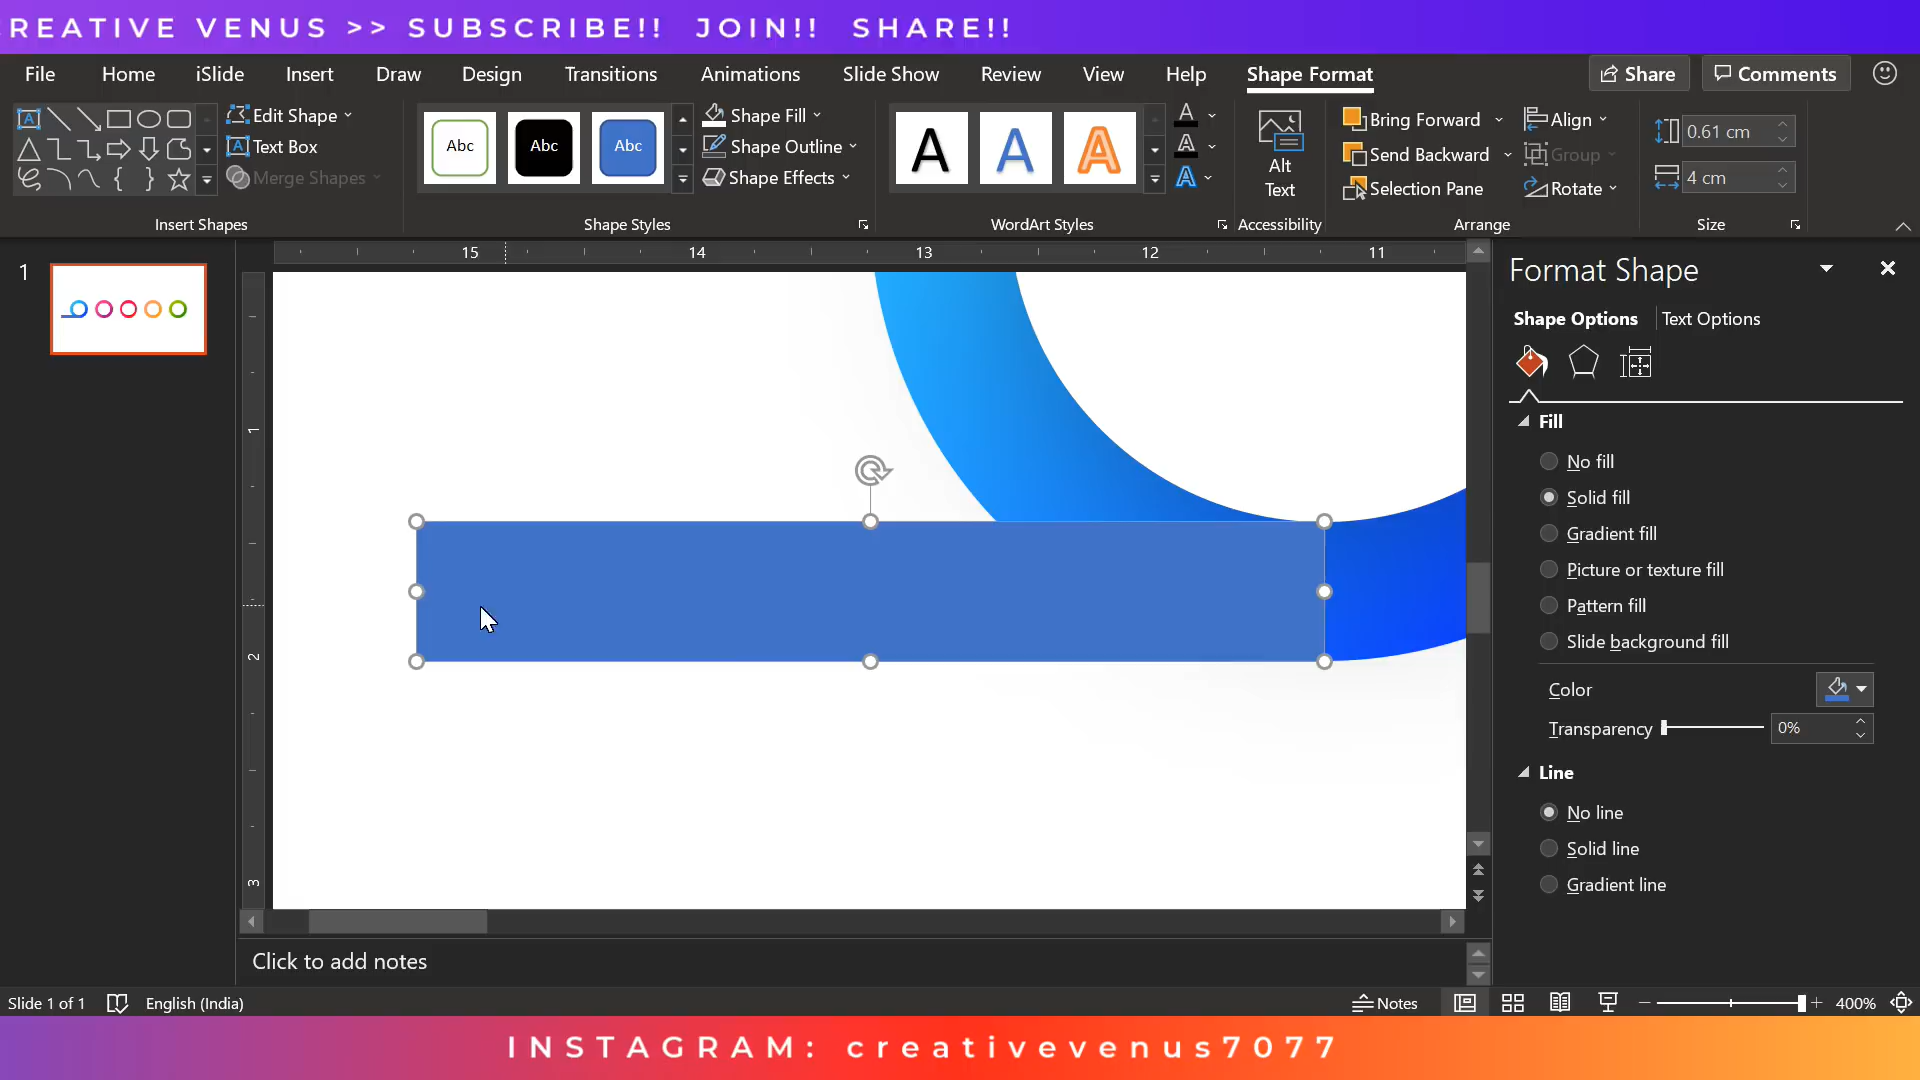 REATIVE VENUS >> SUBSCRIBE!! JOIN!! SHARE!!
File Home iSlide Insert Draw Design Transitions Animations Slide Show Review View Help Shape Format Share Comments
Edit Shape
Text Box
Merge Shapes
Insert Shapes
Abc Abc Abc
Shape Fill
Shape Outline
Shape Effects
Shape Styles
A A A
WordArt Styles
Alt
Text
Accessibility
Bring Forward
Send Backward
Selection Pane
Align
Group
Rotate
Arrange
0.61 cm
4 cm
Size
1
15 14 13 12 11
1
2
3
Format Shape
Shape Options Text Options
Fill
No fill
Solid fill
Gradient fill
Picture or texture fill
Pattern fill
Slide background fill
Color
Transparency 0%
Line
No line
Solid line
Gradient line
Click to add notes
Slide 1 of 1 English (India) Notes 400%
INSTAGRAM: creativevenus7077